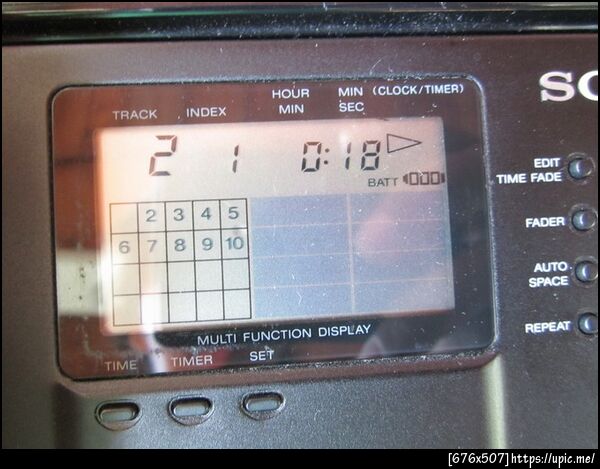 HOUR MIN (CLOCK/TIMER)
TRACK INDEX MIN SEC
2 1 0:18
BATT
2 3 4 5
6 7 8 9 10
MULTI FUNCTION DISPLAY
TIME TIMER SET
SO
EDIT
TIME FADE
FADER
AUTO
SPACE
REPEAT
[676x507]https://upic.me/